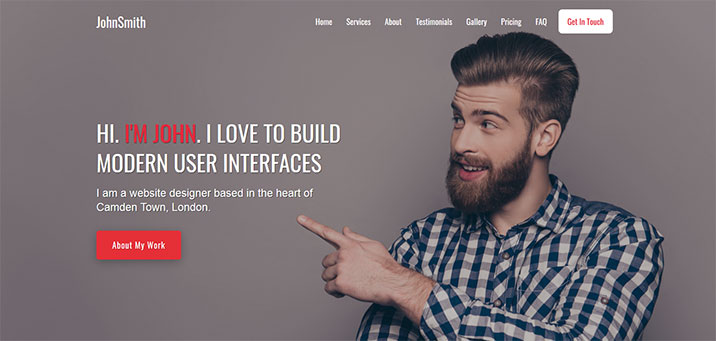 JohnSmith
Home Services About Testimonials Gallery Pricing FAQ Get In Touch
HI. I'M JOHN. I LOVE TO BUILD
MODERN USER INTERFACES
I am a website designer based in the heart of
Camden Town, London.
About My Work